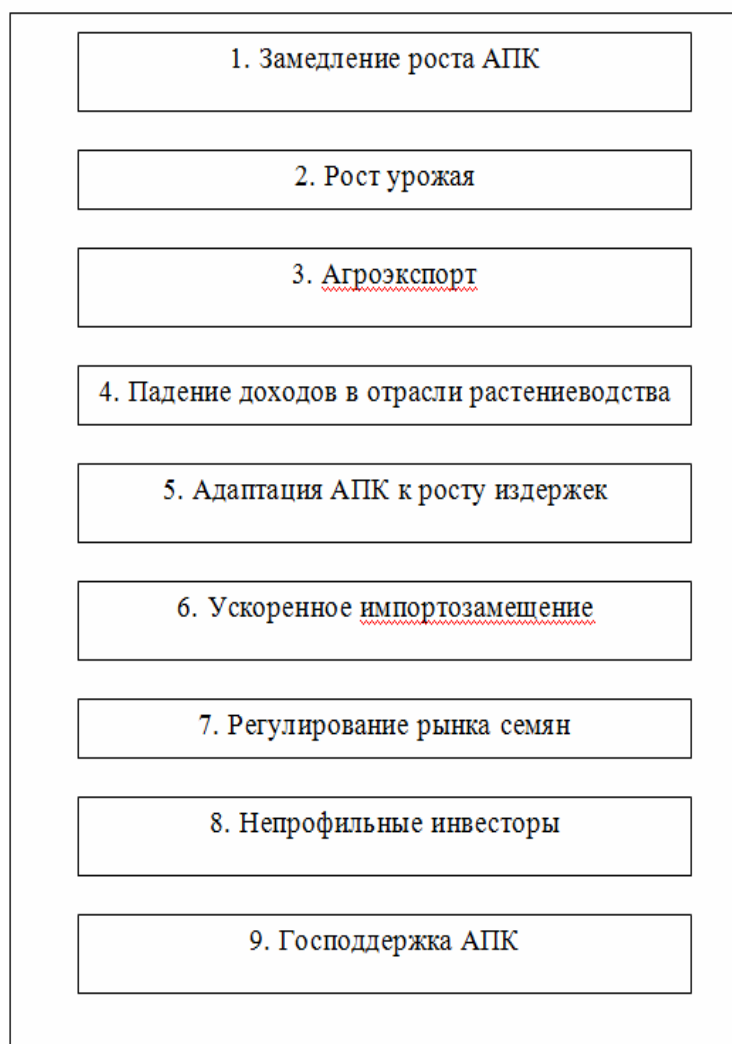 1. Замедление роста АПК
2. Рост урожая
3. Агроэкспорт
4. Падение доходов в отрасли растениеводства
5. Адаптация АПК к росту издержек
6. Ускоренное импортозамещение
7. Регулирование рынка семян
8. Непрофильные инвесторы
9. Господдержка АПК